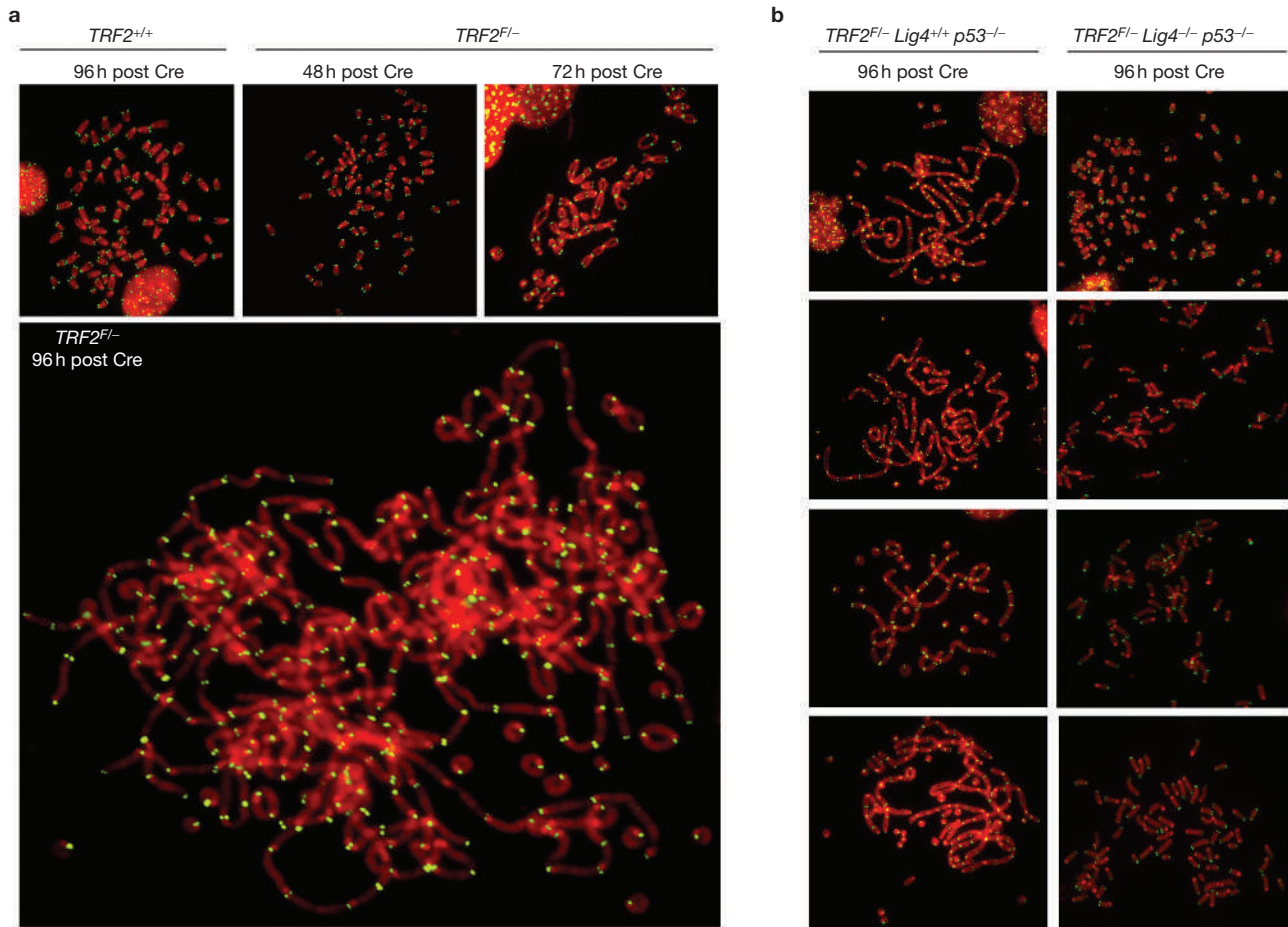 a
TRF2+/+
TRF2F/–
96 h post Cre
48 h post Cre
72 h post Cre
TRF2F/–
96 h post Cre
b
TRF2F/– Lig4+/+ p53–/–
TRF2F/– Lig4–/– p53–/–
96 h post Cre
96 h post Cre